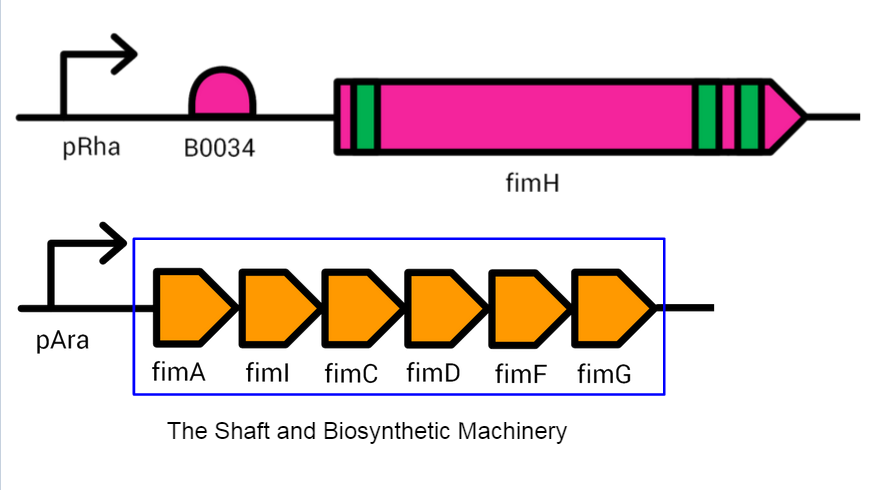 pRha
B0034
fimH
pAra
fimA fimI fimC fimD fimF fimG
The Shaft and Biosynthetic Machinery